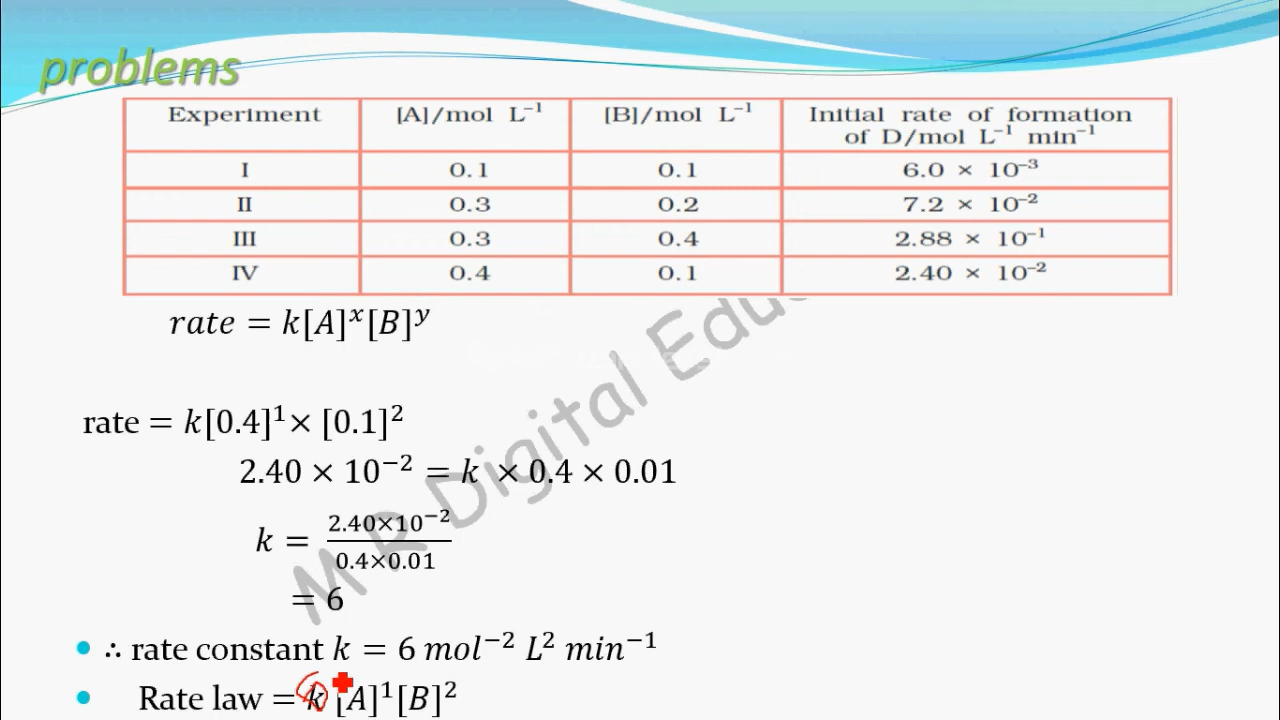 problems
Experiment [A]/mol L⁻¹ [B]/mol L⁻¹ Initial rate of formation of D/mol L⁻¹ min⁻¹
I 0.1 0.1 6.0 × 10⁻³
II 0.3 0.2 7.2 × 10⁻²
III 0.3 0.4 2.88 × 10⁻¹
IV 0.4 0.1 2.40 × 10⁻²
rate = k[A]ˣ[B]ʸ
rate = k[0.4]¹× [0.1]²
2.40 × 10⁻² = k × 0.4 × 0.01
k = 2.40×10⁻² / 0.4×0.01
= 6
• ∴ rate constant k = 6 mol⁻² L² min⁻¹
• Rate law = k [A]¹[B]²
M R Digital